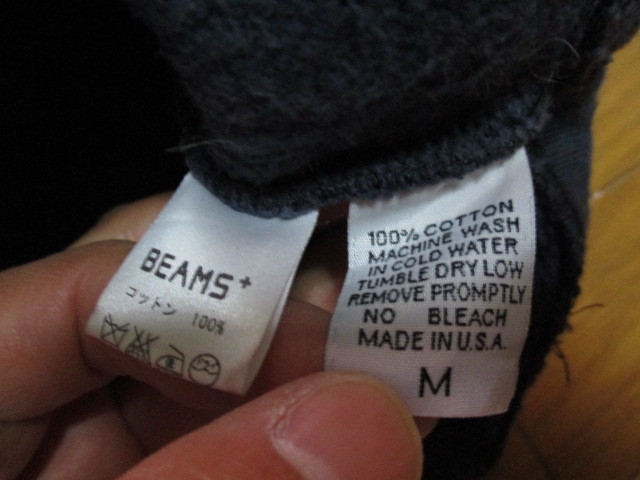 BEAMS+
コットン 100%
100% COTTON
MACHINE WASH
IN COLD WATER
TUMBLE DRY LOW
REMOVE PROMPTLY
NO BLEACH
MADE IN U.S.A.
M